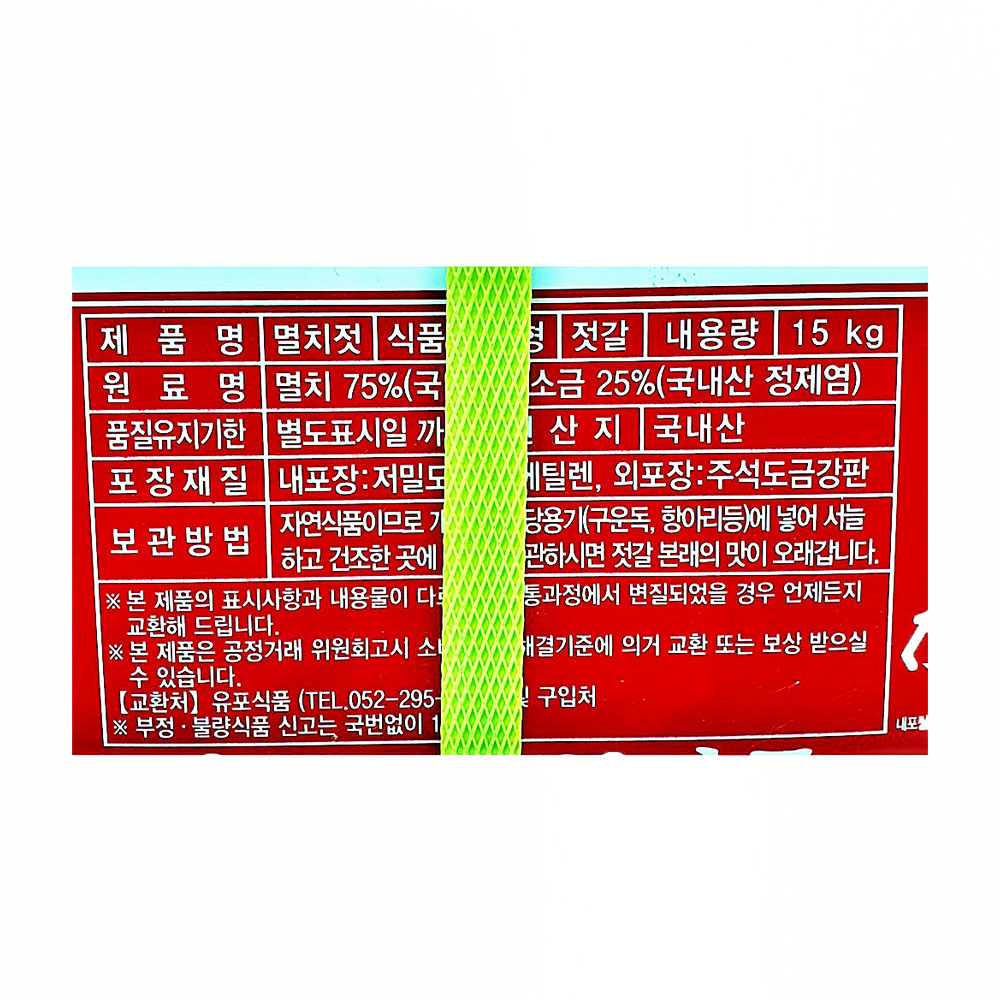 제 품 명 멸치젓 식품 형 젓갈 내용량 15 kg
원 료 명 멸치 75%(국 소금 25%(국내산 정제염)
품질유지기한 별도표시일 까 산 지 국내산
포 장 재 질 내포장:저밀도 에틸렌, 외포장:주석도금강판
보 관 방 법 자연식품이므로 당용기(구운독, 항아리등)에 넣어 서늘
하고 건조한 곳에 관하시면 젓갈 본래의 맛이 오래갑니다.
※ 본 제품의 표시사항과 내용물이 다르 통과정에서 변질되었을 경우 언제든지
교환해 드립니다.
※ 본 제품은 공정거래 위원회고시 소비 해결기준에 의거 교환 또는 보상 받으실
수 있습니다.
【교환처】 유포식품 (TEL.052-295- 및 구입처
※ 부정·불량식품 신고는 국번없이 1
내포장